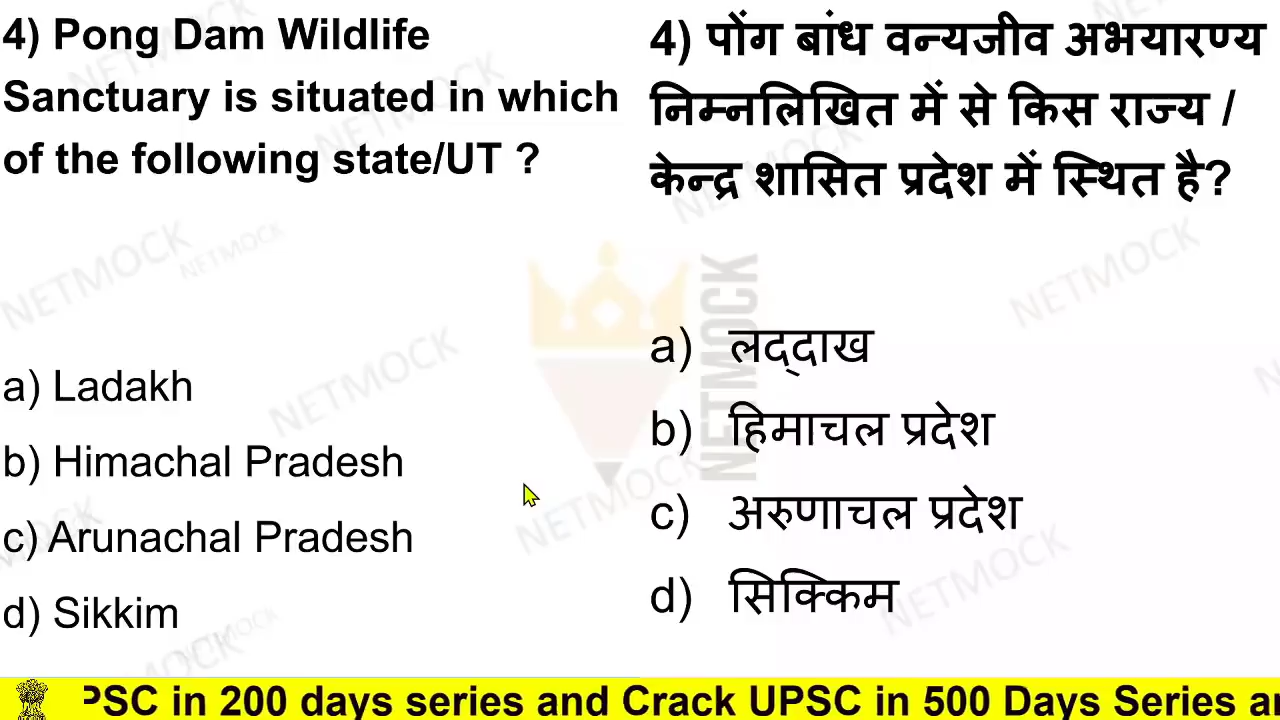 4) Pong Dam Wildlife
Sanctuary is situated in which
of the following state/UT ?
a) Ladakh
b) Himachal Pradesh
c) Arunachal Pradesh
d) Sikkim
4) पोंग बांध वन्यजीव अभयारण्य
निम्नलिखित में से किस राज्य /
केन्द्र शासित प्रदेश में स्थित है?
a) लद्दाख
b) हिमाचल प्रदेश
c) अरुणाचल प्रदेश
d) सिक्किम
NETMOCK
PSC in 200 days series and Crack UPSC in 500 Days Series